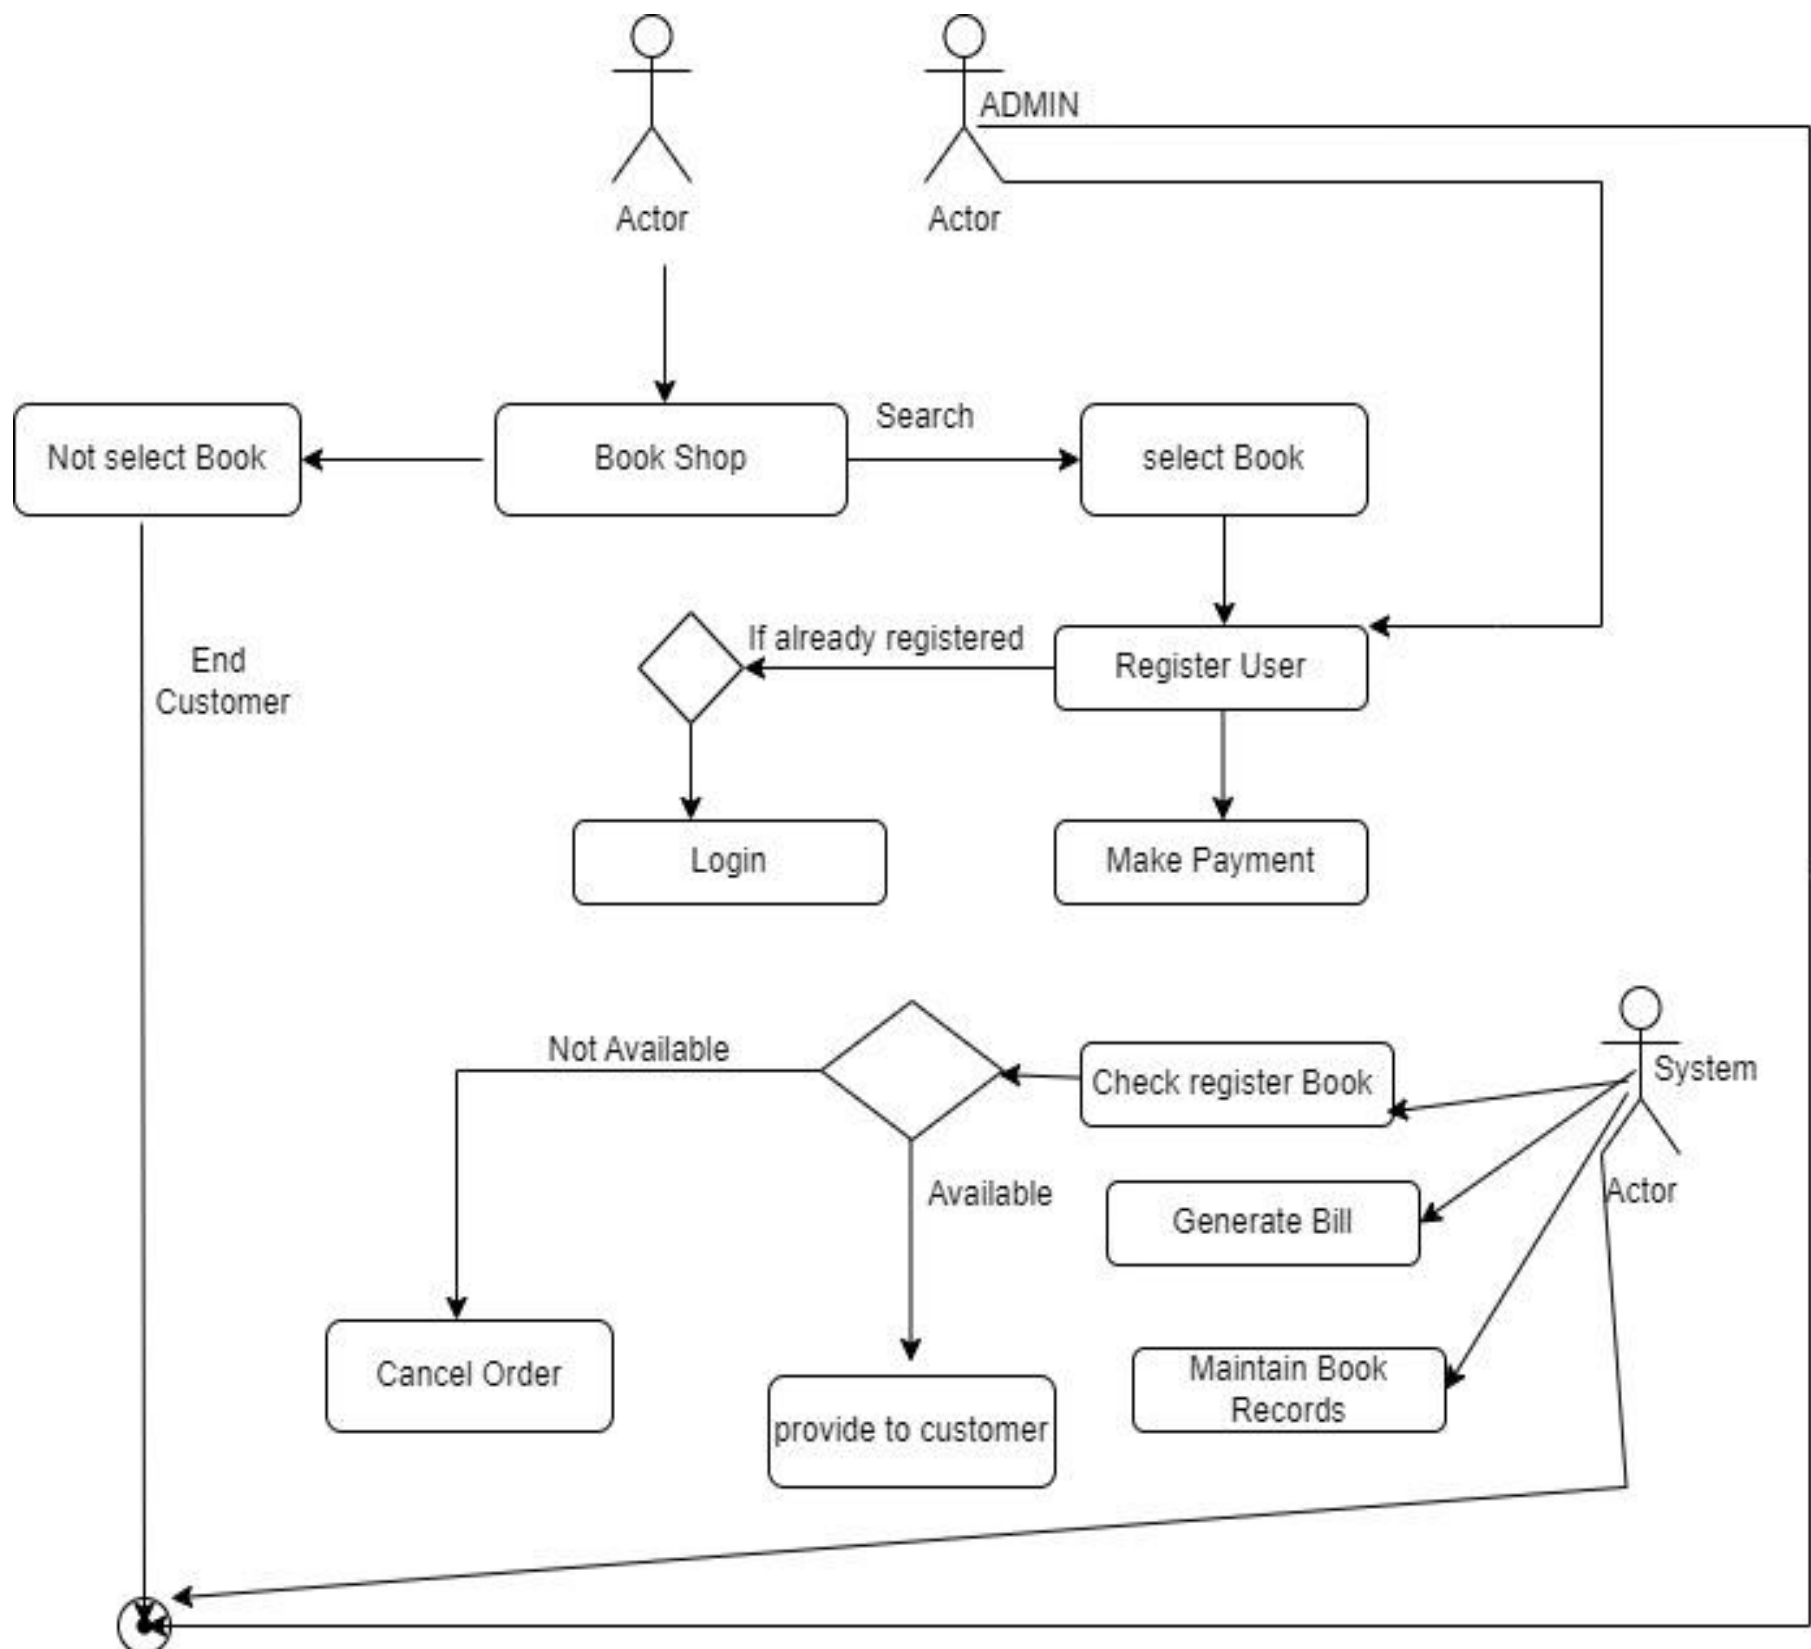 ADMIN
Actor
Actor
Search
Not select Book
Book Shop
select Book
If already registered
Register User
End
Customer
Login
Make Payment
Not Available
Check register Book
System
Available
Actor
Generate Bill
Cancel Order
Maintain Book
Records
provide to customer